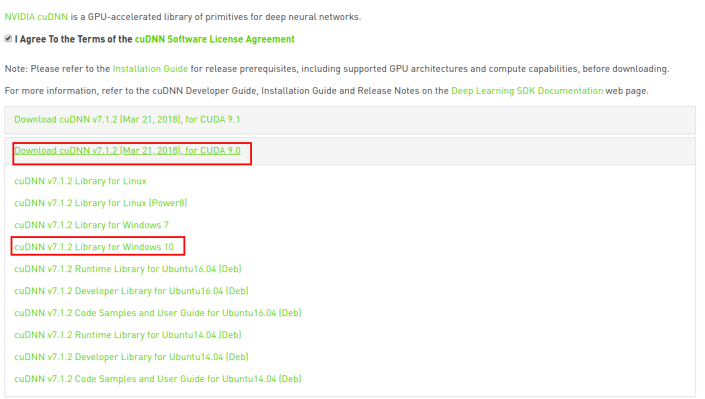 NVIDIA cuDNN is a GPU-accelerated library of primitives for deep neural networks.
I Agree To the Terms of the cuDNN Software License Agreement
Note: Please refer to the Installation Guide for release prerequisites, including supported GPU architectures and compute capabilities, before downloading.
For more information, refer to the cuDNN Developer Guide, Installation Guide and Release Notes on the Deep Learning SDK Documentation web page.
Download cuDNN v7.1.2 (Mar 21, 2018), for CUDA 9.1
Download cuDNN v7.1.2 (Mar 21, 2018), for CUDA 9.0
cuDNN v7.1.2 Library for Linux
cuDNN v7.1.2 Library for Linux (Power8)
cuDNN v7.1.2 Library for Windows 7
cuDNN v7.1.2 Library for Windows 10
cuDNN v7.1.2 Runtime Library for Ubuntu16.04 (Deb)
cuDNN v7.1.2 Developer Library for Ubuntu16.04 (Deb)
cuDNN v7.1.2 Code Samples and User Guide for Ubuntu16.04 (Deb)
cuDNN v7.1.2 Runtime Library for Ubuntu14.04 (Deb)
cuDNN v7.1.2 Developer Library for Ubuntu14.04 (Deb)
cuDNN v7.1.2 Code Samples and User Guide for Ubuntu14.04 (Deb)